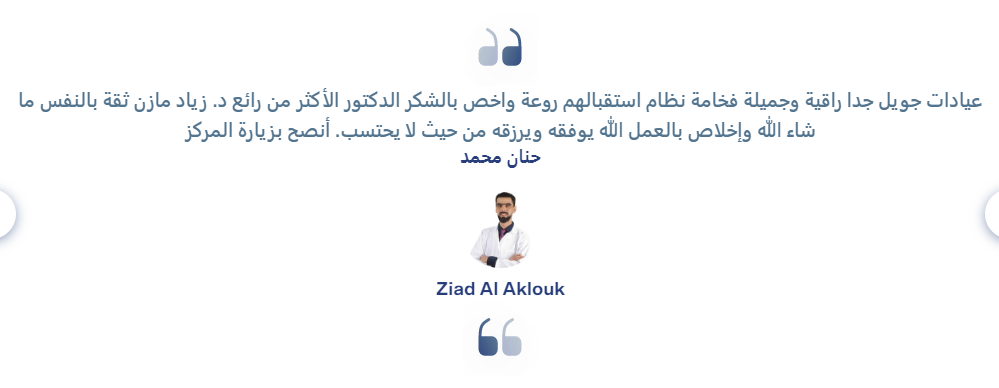 عيادات جويل جدا راقية وجميلة فخامة نظام استقبالهم روعة واخص بالشكر الدكتور الأكثر من رائع د. زياد مازن ثقة بالنفس ما
شاء الله وإخلاص بالعمل الله يوفقه ويرزقه من حيث لا يحتسب. أنصح بزيارة المركز
حنان محمد
Ziad Al Aklouk